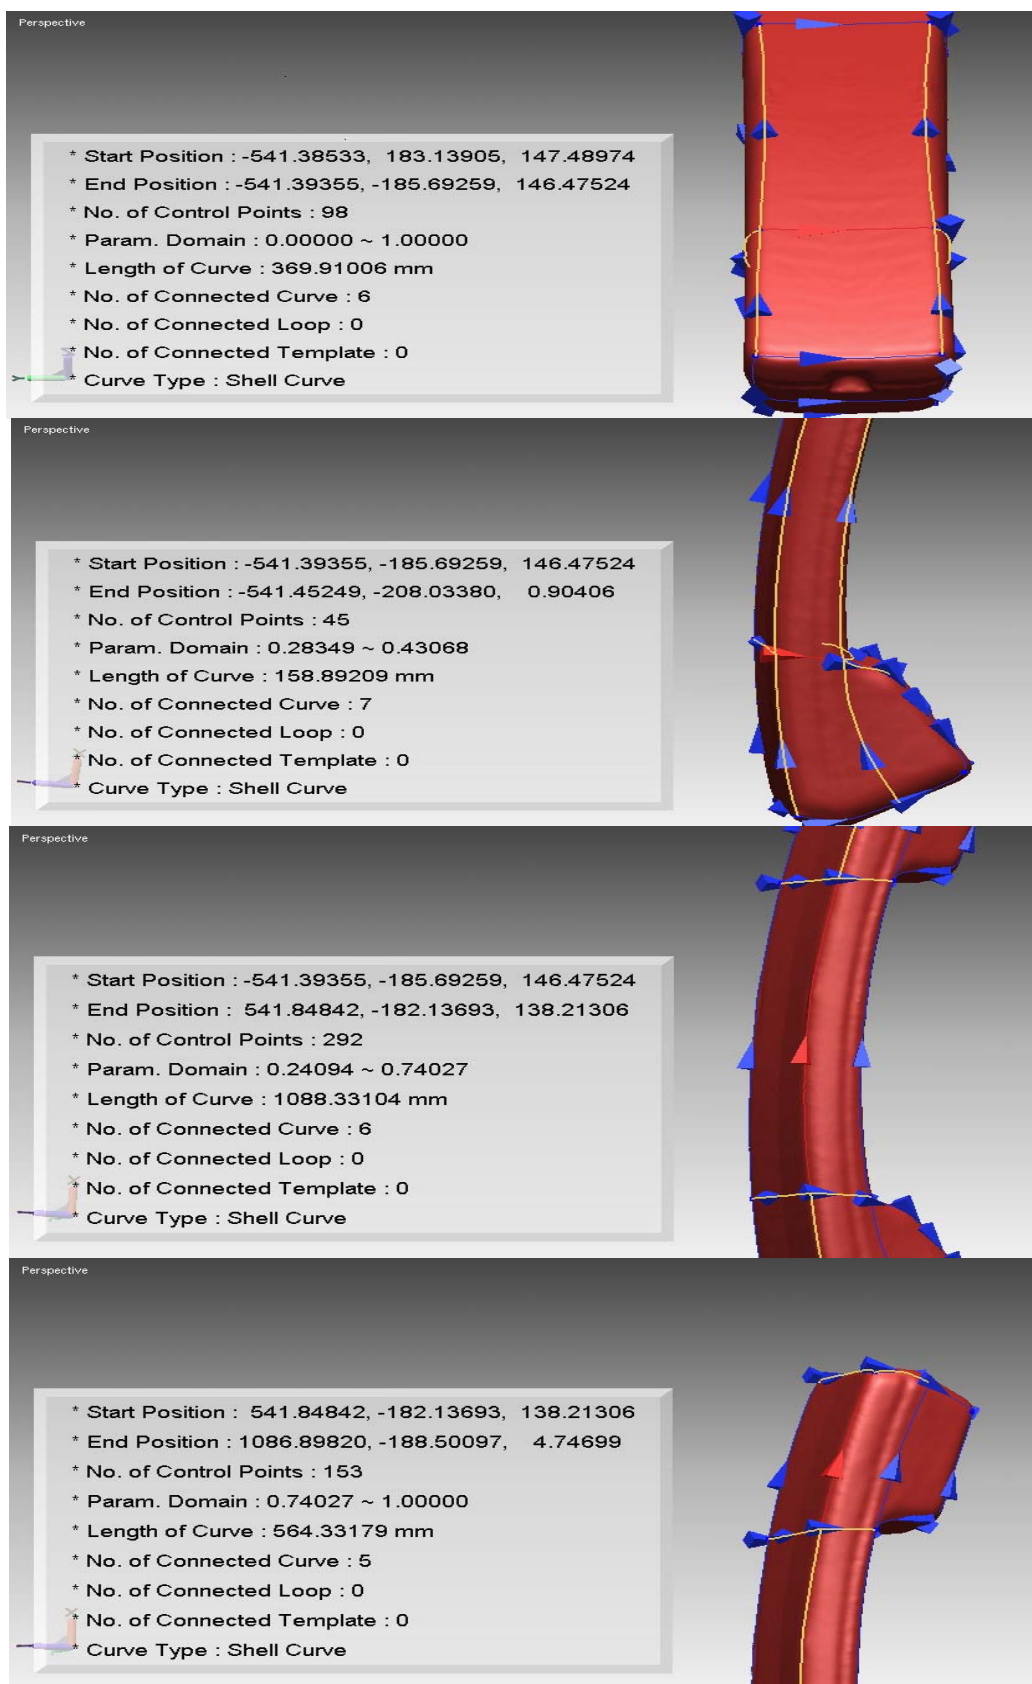 Perspective
* Start Position : -541.38533, 183.13905, 147.48974
* End Position : -541.39355, -185.69259, 146.47524
* No. of Control Points : 98
* Param. Domain : 0.00000 ~ 1.00000
* Length of Curve : 369.91006 mm
* No. of Connected Curve : 6
* No. of Connected Loop : 0
* No. of Connected Template : 0
* Curve Type : Shell Curve
Perspective
* Start Position : -541.39355, -185.69259, 146.47524
* End Position : -541.45249, -208.03380, 0.90406
* No. of Control Points : 45
* Param. Domain : 0.28349 ~ 0.43068
* Length of Curve : 158.89209 mm
* No. of Connected Curve : 7
* No. of Connected Loop : 0
* No. of Connected Template : 0
* Curve Type : Shell Curve
Perspective
* Start Position : -541.39355, -185.69259, 146.47524
* End Position : 541.84842, -182.13693, 138.21306
* No. of Control Points : 292
* Param. Domain : 0.24094 ~ 0.74027
* Length of Curve : 1088.33104 mm
* No. of Connected Curve : 6
* No. of Connected Loop : 0
* No. of Connected Template : 0
* Curve Type : Shell Curve
Perspective
* Start Position : 541.84842, -182.13693, 138.21306
* End Position : 1086.89820, -188.50097, 4.74699
* No. of Control Points : 153
* Param. Domain : 0.74027 ~ 1.00000
* Length of Curve : 564.33179 mm
* No. of Connected Curve : 5
* No. of Connected Loop : 0
* No. of Connected Template : 0
* Curve Type : Shell Curve